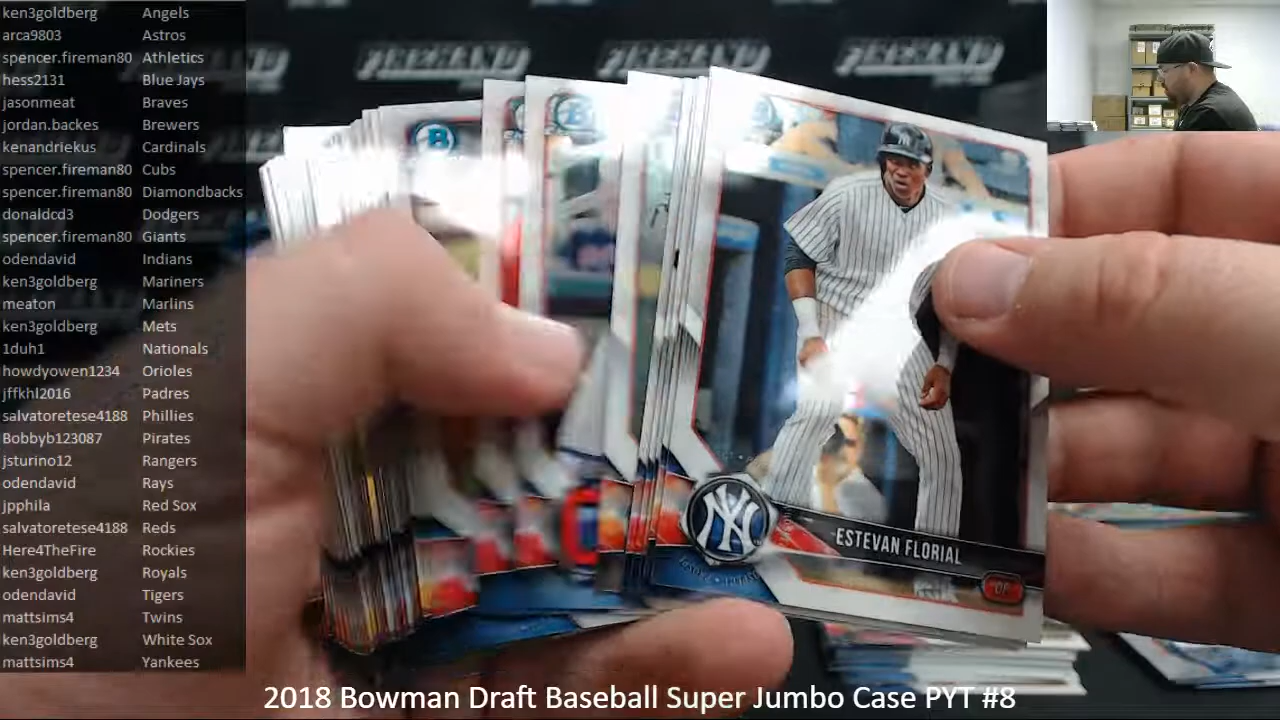 ken3goldberg Angels
arca9803 Astros
spencer.fireman80 Athletics
hess2131 Blue Jays
jasonmeat Braves
jordan.backes Brewers
kenandriekus Cardinals
spencer.fireman80 Cubs
spencer.fireman80 Diamondbacks
donaldcd3 Dodgers
spencer.fireman80 Giants
odendavid Indians
ken3goldberg Mariners
meaton Marlins
ken3goldberg Mets
1duh1 Nationals
howdyowen1234 Orioles
jffkhl2016 Padres
salvatoretese4188 Phillies
Bobbyb123087 Pirates
jsturino12 Rangers
odendavid Rays
jpphila Red Sox
salvatoretese4188 Reds
Here4TheFire Rockies
ken3goldberg Royals
odendavid Tigers
mattsims4 Twins
ken3goldberg White Sox
mattsims4 Yankees
FIREHAND
FIREHAND
FIREHAND
B
NY
ESTEVAN FLORIAL
OF
2018 Bowman Draft Baseball Super Jumbo Case PYT #8